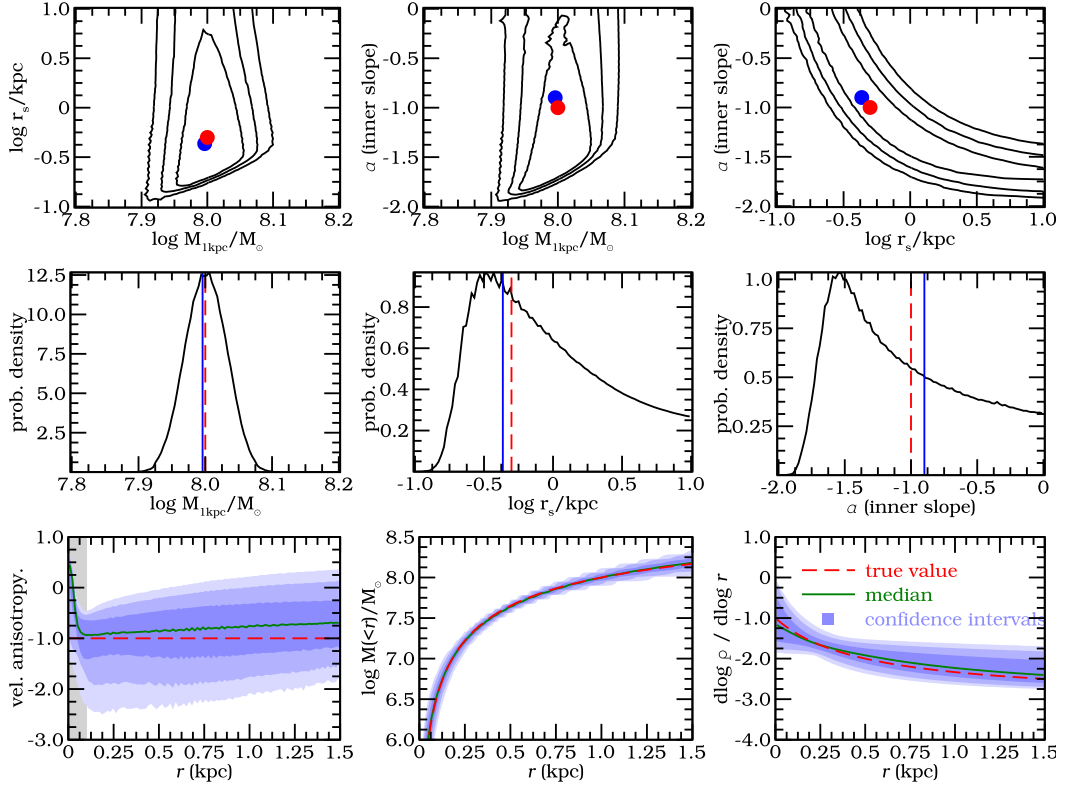 1.0
0.5
0
-0.5
-1.0
log r_s/kpc
7.8 7.9 8.0 8.1 8.2
log M_1kpc/M_⊙
0
-0.5
-1.0
-1.5
-2.0
α (inner slope)
7.8 7.9 8.0 8.1 8.2
log M_1kpc/M_⊙
0
-0.5
-1.0
-1.5
-2.0
α (inner slope)
-1.0 -0.5 0 0.5 1.0
log r_s/kpc
12.5
10.0
7.5
5.0
2.5
prob. density
7.8 7.9 8.0 8.1 8.2
log M_1kpc/M_⊙
0.8
0.6
0.4
0.2
prob. density
-1.0 -0.5 0 0.5 1.0
log r_s/kpc
1.0
0.75
0.5
0.25
prob. density
-2.0 -1.5 -1.0 -0.5 0
α (inner slope)
1.0
0
-1.0
-2.0
-3.0
vel. anisotropy.
0 0.25 0.5 0.75 1.0 1.25 1.5
r (kpc)
8.5
8.0
7.5
7.0
6.5
6.0
log M(<r)/M_⊙
0 0.25 0.5 0.75 1.0 1.25 1.5
r (kpc)
1.0
0
-1.0
-2.0
-3.0
-4.0
dlog ρ / dlog r
true value
median
confidence intervals
0 0.25 0.5 0.75 1.0 1.25 1.5
r (kpc)